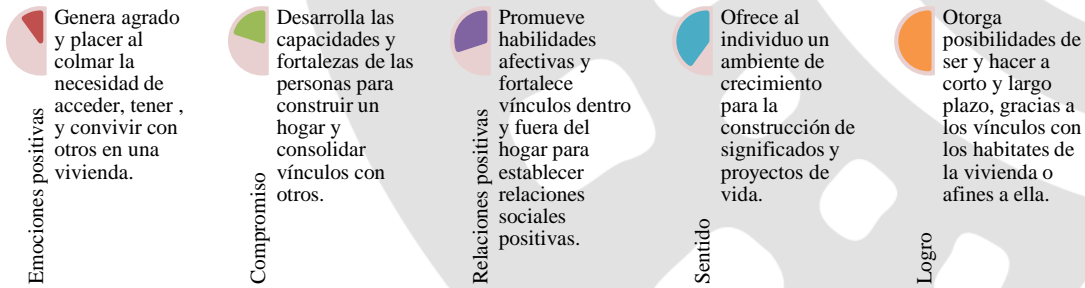 Emociones positivas
Genera agrado
y placer al
colmar la
necesidad de
acceder, tener ,
y convivir con
otros en una
vivienda.
Compromiso
Desarrolla las
capacidades y
fortalezas de las
personas para
construir un
hogar y
consolidar
vínculos con
otros.
Relaciones positivas
Promueve
habilidades
afectivas y
fortalece
vínculos dentro
y fuera del
hogar para
establecer
relaciones
sociales
positivas.
Sentido
Ofrece al
individuo un
ambiente de
crecimiento
para la
construcción de
significados y
proyectos de
vida.
Logro
Otorga
posibilidades de
ser y hacer a
corto y largo
plazo, gracias a
los vínculos con
los habitates de
la vivienda o
afines a ella.